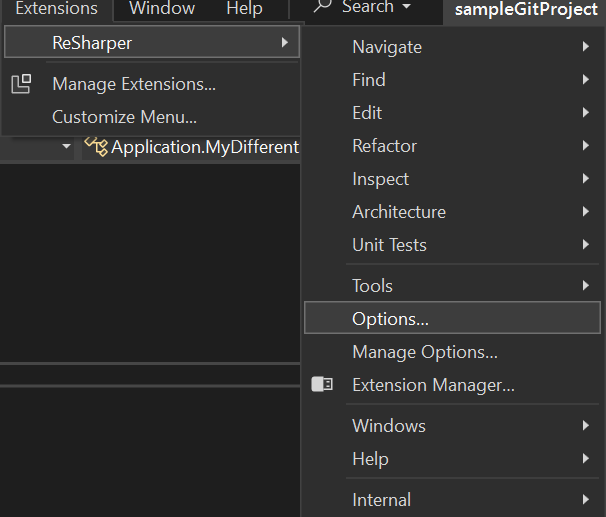 Extensions Window Help Search sampleGitProject
ReSharper
Manage Extensions...
Customize Menu...
Application.MyDifferent
Navigate
Find
Edit
Refactor
Inspect
Architecture
Unit Tests
Tools
Options...
Manage Options...
Extension Manager...
Windows
Help
Internal